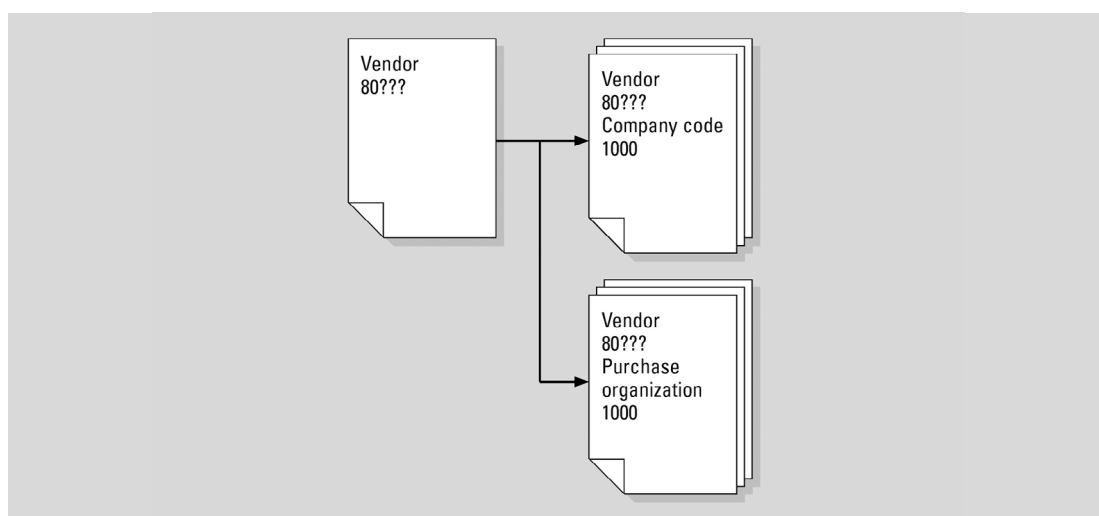 Vendor
80???
Vendor
80???
Company code
1000
Vendor
80???
Purchase
organization
1000